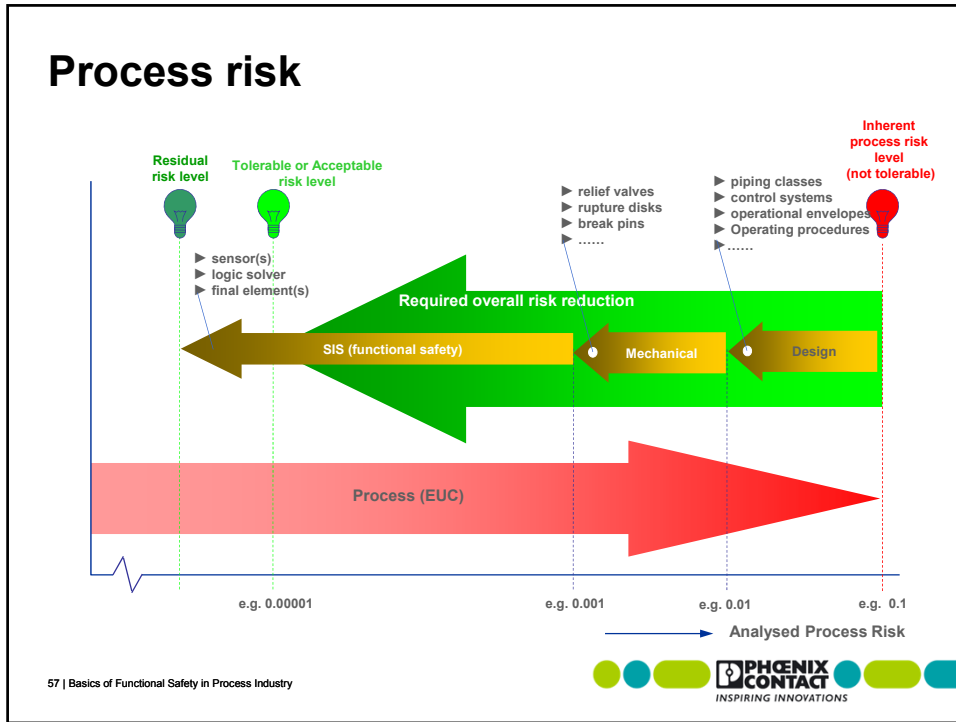 Process risk
Inherent
process risk
level
(not tolerable)
Residual
risk level
Tolerable or Acceptable
risk level
► relief valves
► rupture disks
► break pins
► ......
► piping classes
► control systems
► operational envelopes
► Operating procedures
► ......
► sensor(s)
► logic solver
► final element(s)
Required overall risk reduction
SIS (functional safety)
Mechanical
Design
Process (EUC)
e.g. 0.00001
e.g. 0.001
e.g. 0.01
e.g. 0.1
Analysed Process Risk
57 | Basics of Functional Safety in Process Industry
PHŒNIX
CONTACT
INSPIRING INNOVATIONS